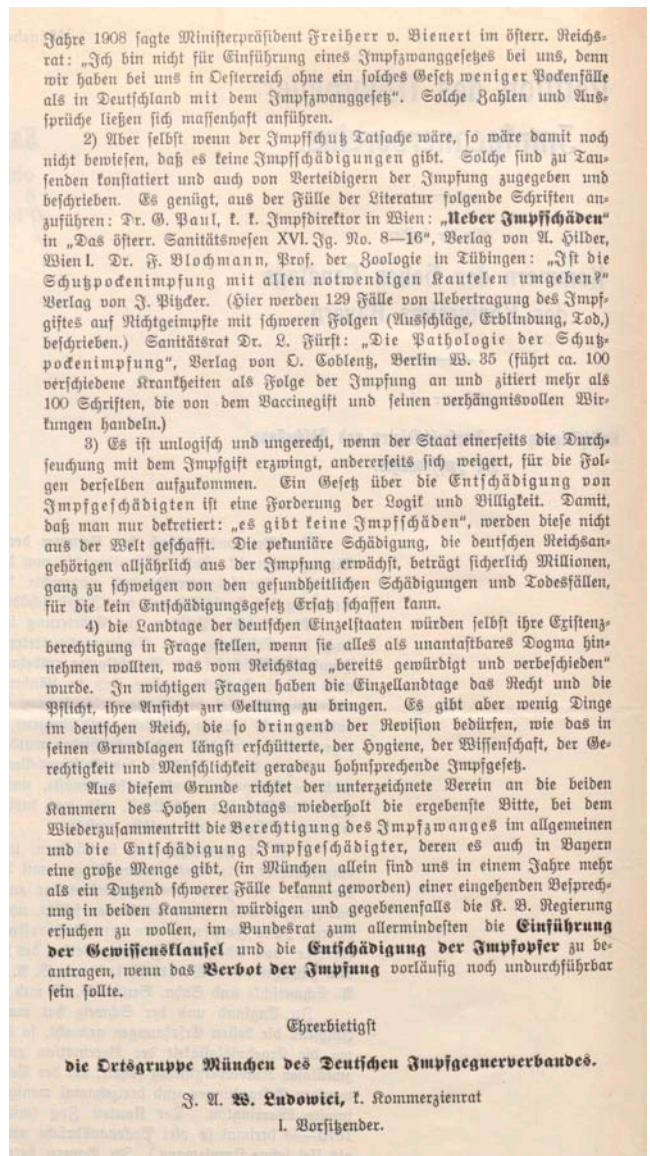 Jahre 1908 sagte Ministerpräsident Freiherr v. Bienert im österr. Reichs-
rat: „Ich bin nicht für Einführung eines Impfzwanggesetzes bei uns, denn
wir haben bei uns in Oesterreich ohne ein solches Gesetz weniger Pockenfälle
als in Deutschland mit dem Impfzwanggesetz“. Solche Zahlen und Aus-
sprüche ließen sich massenhaft anführen.
2) Aber selbst wenn der Impfschutz Tatsache wäre, so wäre damit noch
nicht bewiesen, daß es keine Impfschädigungen gibt. Solche sind zu Tau-
senden konstatiert und auch von Verteidigern der Impfung zugegeben und
beschrieben. Es genügt, aus der Fülle der Literatur folgende Schriften an-
zuführen: Dr. G. Paul, k. k. Impfdirektor in Wien: „Ueber Impfschäden“
in „Das österr. Sanitätswesen XVI. Jg. No. 8—16“, Verlag von A. Hilder,
Wien I. Dr. F. Blochmann, Prof. der Zoologie in Tübingen: „Ist die
Schutzpockenimpfung mit allen notwendigen Kautelen umgeben?“
Verlag von J. Pitzcker. (Hier werden 129 Fälle von Uebertragung des Impf-
giftes auf Nichtgeimpfte mit schweren Folgen (Ausschläge, Erblindung, Tod,)
beschrieben.) Sanitätsrat Dr. L. Fürst: „Die Pathologie der Schutz-
pockenimpfung“, Verlag von O. Coblentz, Berlin W. 35 (führt ca. 100
verschiedene Krankheiten als Folge der Impfung an und zitiert mehr als
100 Schriften, die von dem Vaccinegift und seinen verhängnisvollen Wir-
kungen handeln.)
3) Es ist unlogisch und ungerecht, wenn der Staat einerseits die Durch-
seuchung mit dem Impfgift erzwingt, andererseits sich weigert, für die Fol-
gen derselben aufzukommen. Ein Gesetz über die Entschädigung von
Impfgeschädigten ist eine Forderung der Logik und Billigkeit. Damit,
daß man nur dekretiert: „es gibt keine Impfschäden“, werden diese nicht
aus der Welt geschafft. Die pekuniäre Schädigung, die deutschen Reichsan-
gehörigen alljährlich aus der Impfung erwächst, beträgt sicherlich Millionen,
ganz zu schweigen von den gesundheitlichen Schädigungen und Todesfällen,
für die kein Entschädigungsgesetz Ersatz schaffen kann.
4) die Landtage der deutschen Einzelstaaten würden selbst ihre Existenz-
berechtigung in Frage stellen, wenn sie alles als unantastbares Dogma hin-
nehmen wollten, was vom Reichstag „bereits gewürdigt und verbeschieden“
wurde. In wichtigen Fragen haben die Einzellandtage das Recht und die
Pflicht, ihre Ansicht zur Geltung zu bringen. Es gibt aber wenig Dinge
im deutschen Reich, die so dringend der Revision bedürfen, wie das in
seinen Grundlagen längst erschütterte, der Hygiene, der Wissenschaft, der Ge-
rechtigkeit und Menschlichkeit geradezu hohnsprechende Impfgesetz.
Aus diesem Grunde richtet der unterzeichnete Verein an die beiden
Kammern des Hohen Landtags wiederholt die ergebenste Bitte, bei dem
Wiederzusammentritt die Berechtigung des Impfzwanges im allgemeinen
und die Entschädigung Impfgeschädigter, deren es auch in Bayern
eine große Menge gibt, (in München allein sind uns in einem Jahre mehr
als ein Dutzend schwerer Fälle bekannt geworden) einer eingehenden Besprech-
ung in beiden Kammern würdigen und gegebenenfalls die K. B. Regierung
ersuchen zu wollen, im Bundesrat zum allermindesten die Einführung
der Gewissensklausel und die Entschädigung der Impfopfer zu be-
antragen, wenn das Verbot der Impfung vorläufig noch undurchführbar
sein sollte.
Ehrerbietigst
die Ortsgruppe München des Deutschen Impfgegnerverbandes.
J. A. W. Ludowici, k. Kommerzienrat
I. Vorsitzender.